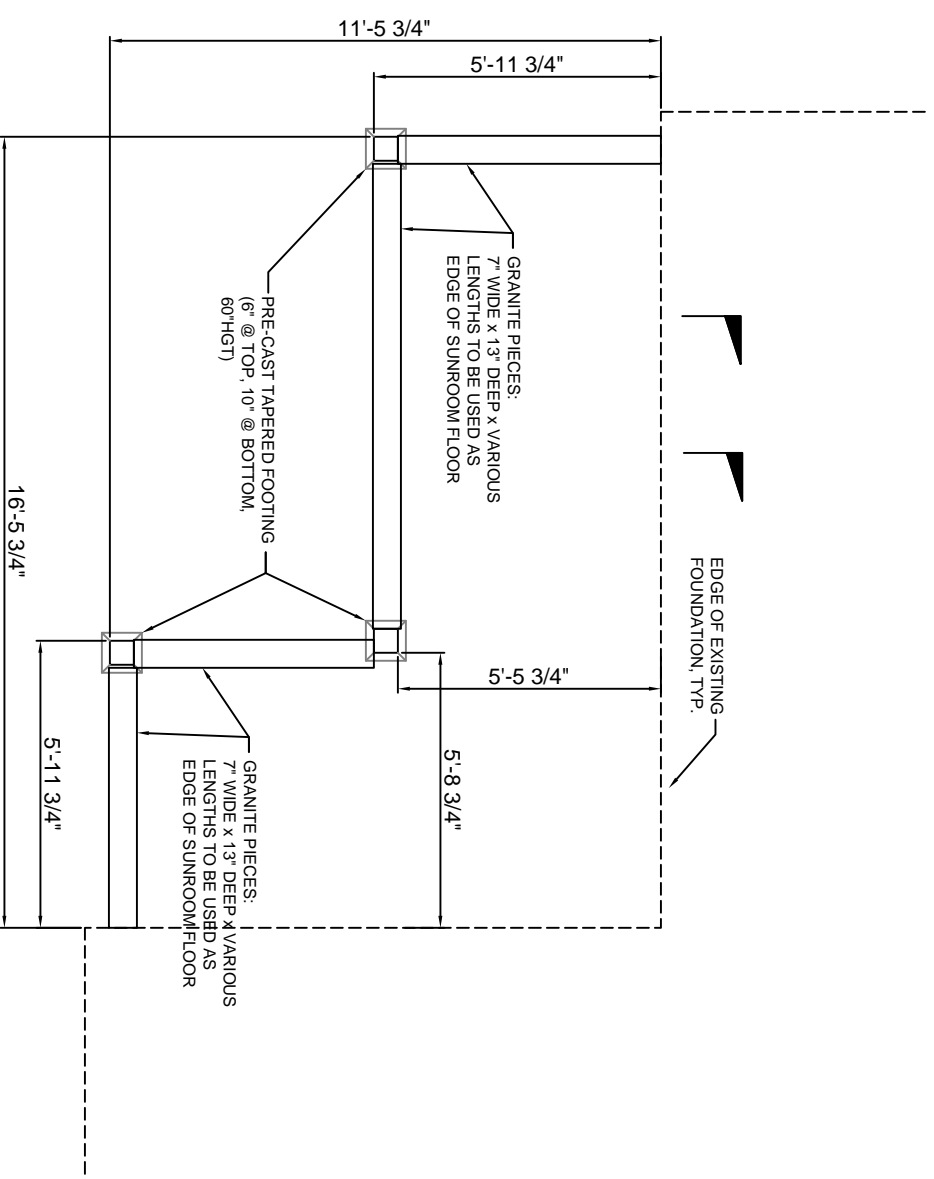 11'-5 3/4"
5'-11 3/4"
GRANITE PIECES:
7" WIDE x 13" DEEP x VARIOUS
LENGTHS TO BE USED AS
EDGE OF SUNROOM FLOOR
PRE-CAST TAPERED FOOTING
(6" @ TOP, 10" @ BOTTOM,
60"HGT)
EDGE OF EXISTING
FOUNDATION, TYP.
16'-5 3/4"
5'-5 3/4"
5'-11 3/4"
5'-8 3/4"
GRANITE PIECES:
7" WIDE x 13" DEEP x VARIOUS
LENGTHS TO BE USED AS
EDGE OF SUNROOM FLOOR